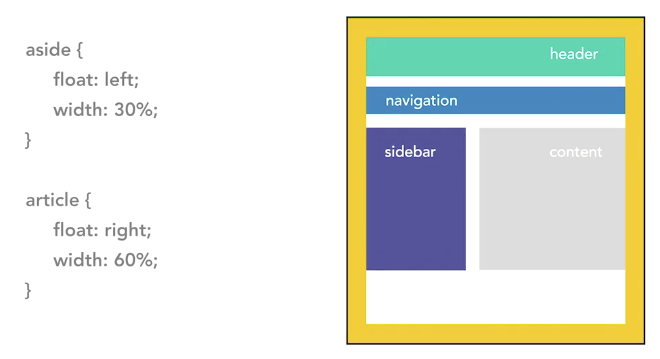 aside {
float: left;
width: 30%;
}
article {
float: right;
width: 60%;
}
header
navigation
sidebar
content